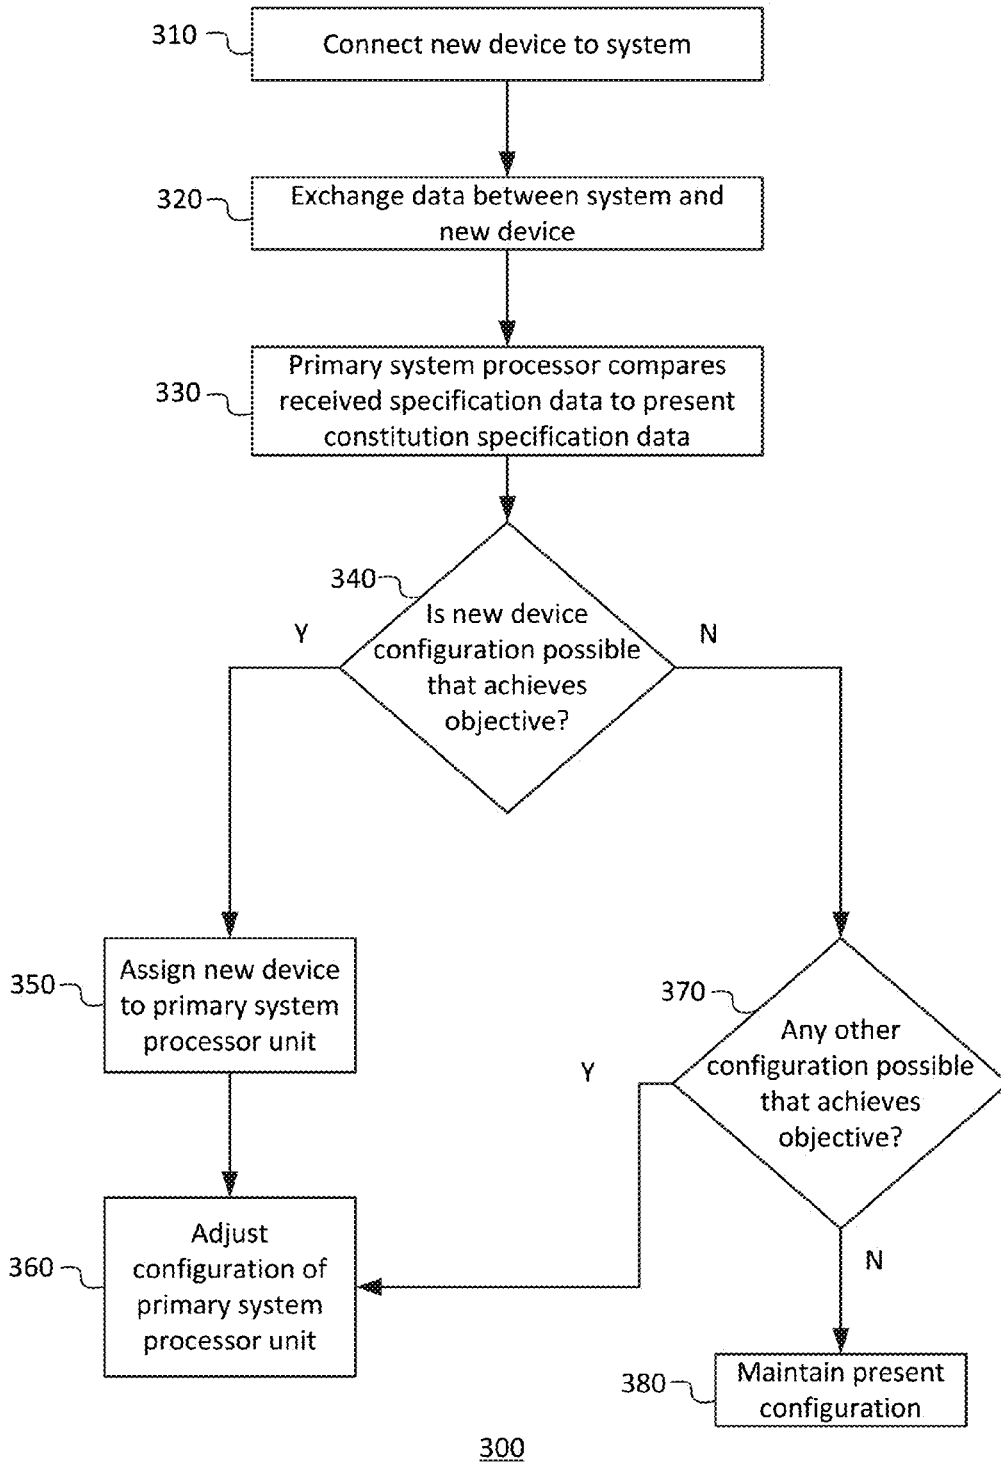 310
Connect new device to system
320
Exchange data between system and
new device
330
Primary system processor compares
received specification data to present
constitution specification data
340
Is new device
configuration possible
that achieves
objective?
Y
N
350
Assign new device
to primary system
processor unit
370
Any other
configuration possible
that achieves
objective?
Y
N
360
Adjust
configuration of
primary system
processor unit
380
Maintain present
configuration
300